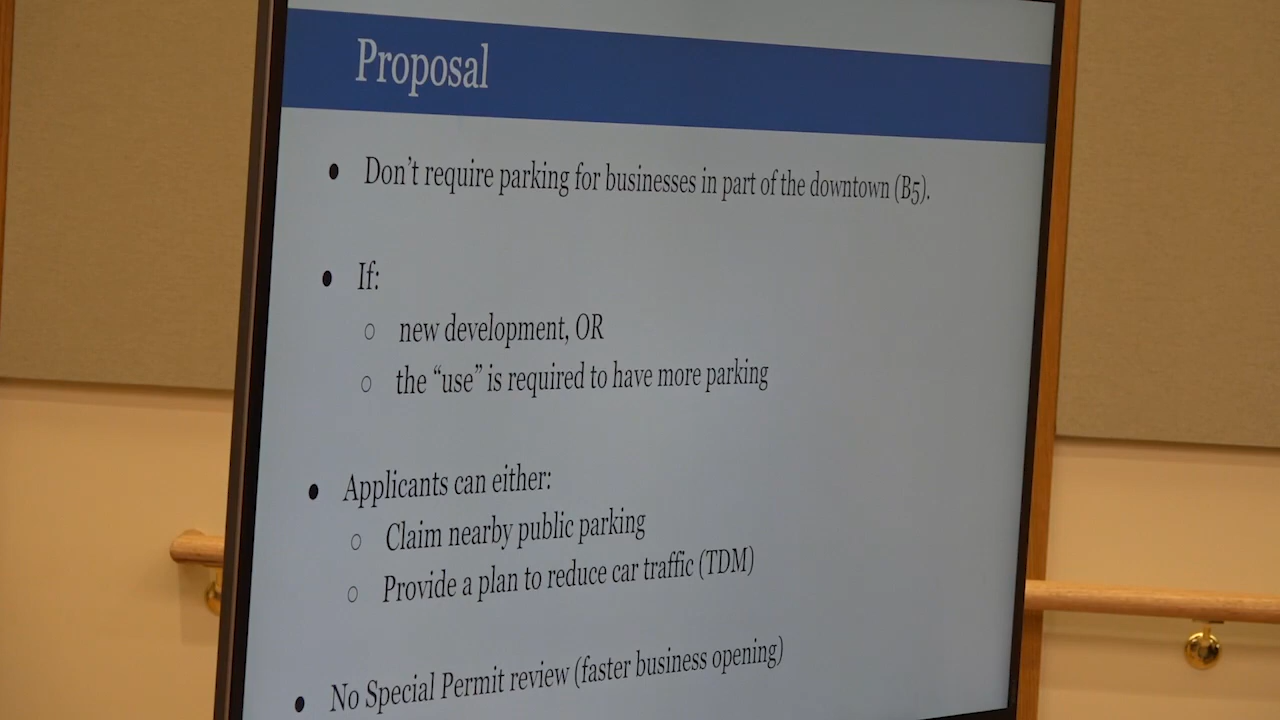 Proposal
● Don’t require parking for businesses in part of the downtown (B5).
● If:
○ new development, OR
○ the “use” is required to have more parking
● Applicants can either:
○ Claim nearby public parking
○ Provide a plan to reduce car traffic (TDM)
● No Special Permit review (faster business opening)